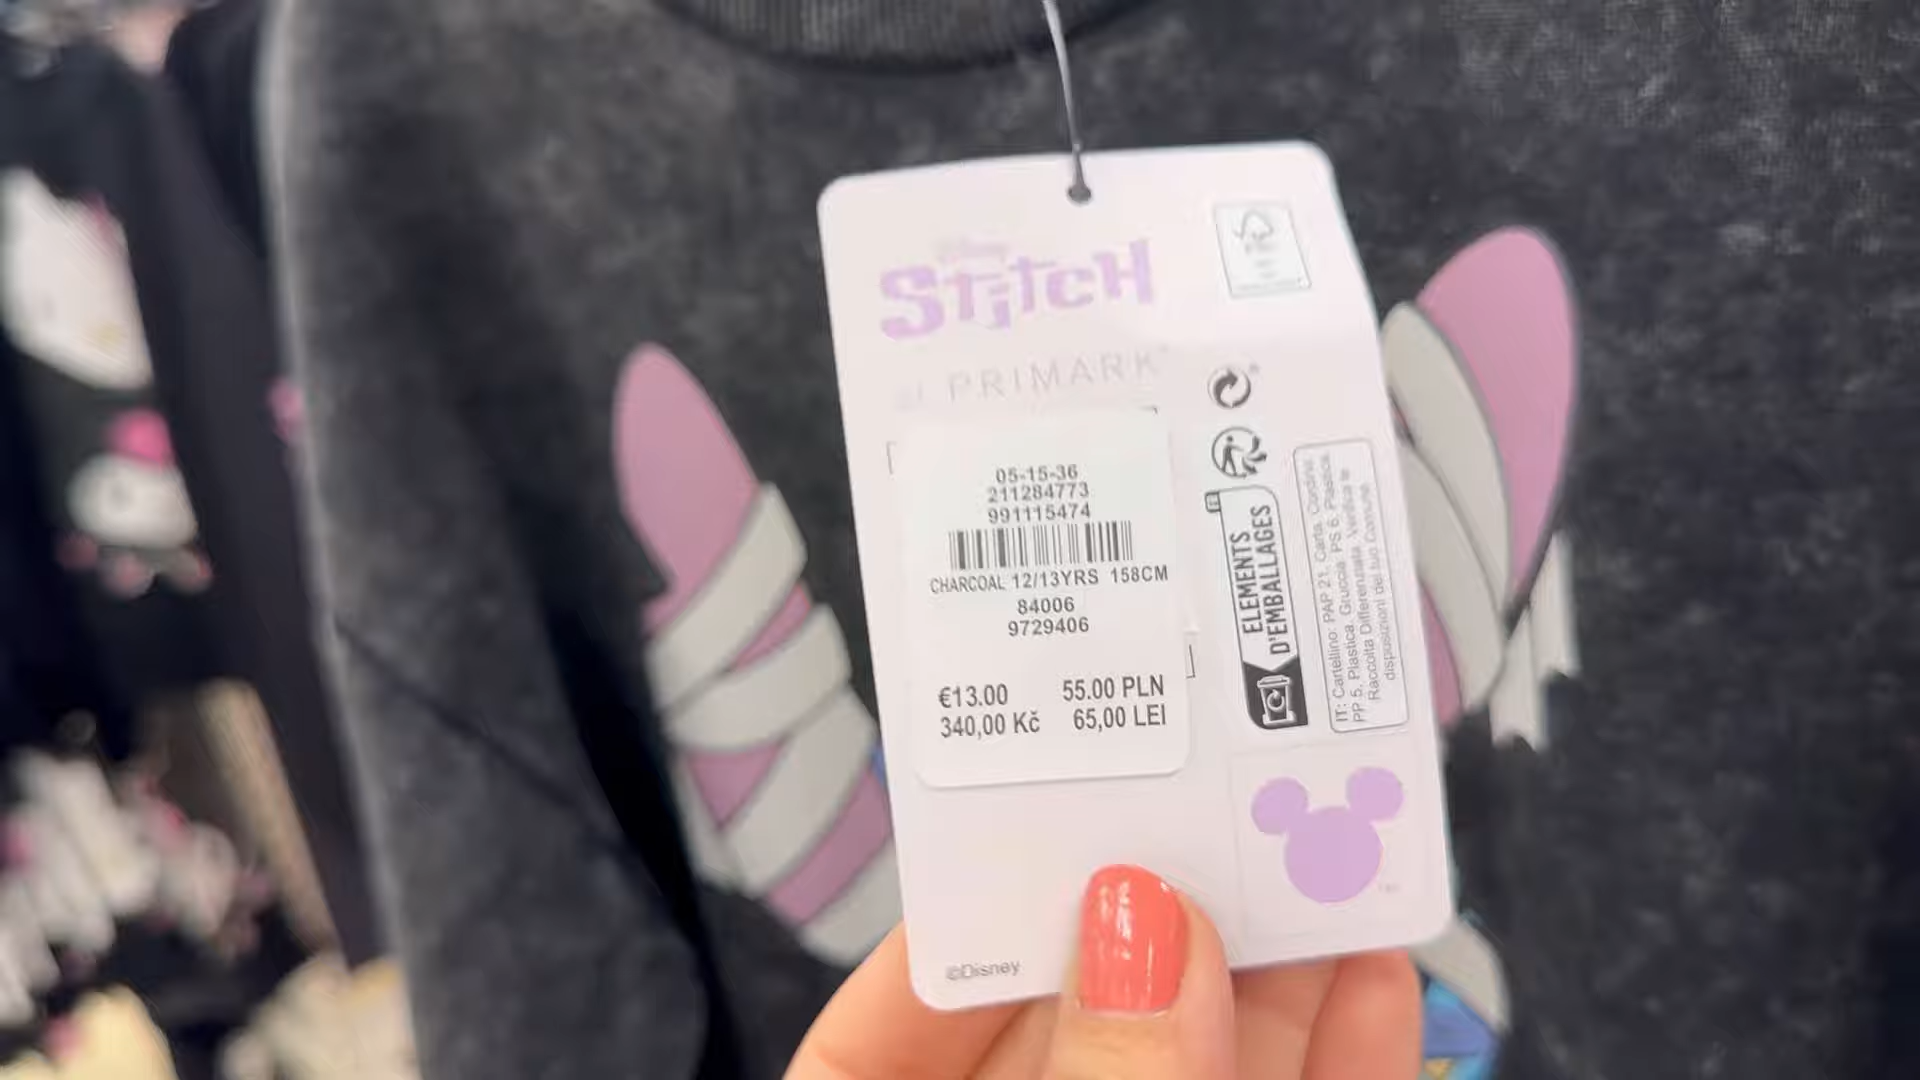 Disney
STITCH
PRIMARK
05-15-36
211284773
991115474
CHARCOAL 12/13YRS 158CM
84006
9729406
€13.00 55.00 PLN
340,00 Kč 65,00 LEI
ELEMENTS
D'EMBALLAGES
IT: Cartellino: PAP 21, Carta. Cordino:
PP 5, Plastica. Gruccia: PS 6, Plastica.
Raccolta Differenziata. Verifica le
disposizioni del tuo Comune.
©Disney